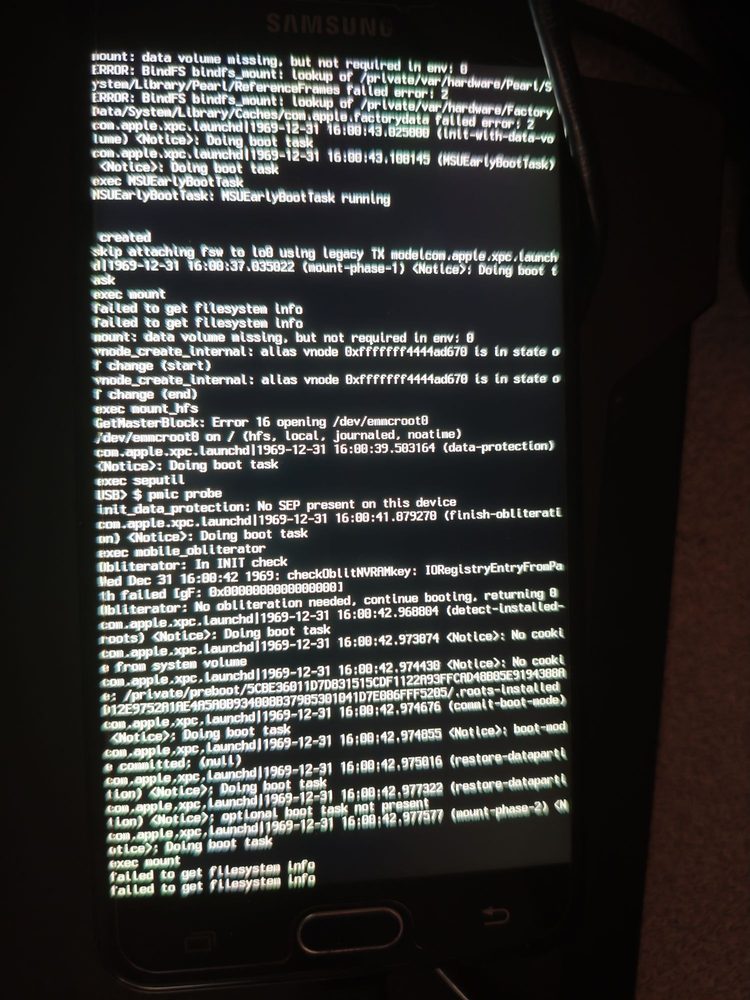 SAMSUNG
mount: data volume missing, but not required in env: 0
ERROR: BindFS bindfs_mount: lookup of /private/var/hardware/Pearl/S
ystem/Library/Pearl/ReferenceFrames failed error: 2
ERROR: BindFS bindfs_mount: lookup of /private/var/hardware/Factory
Data/System/Library/Caches/com.apple.factorydata failed error: 2
com.apple.xpc.launchd|1969-12-31 16:00:43.025000 (init-with-data-vo
lume) <Notice>: Doing boot task
com.apple.xpc.launchd|1969-12-31 16:00:43.100145 (MSUEarlyBootTask)
<Notice>: Doing boot task
exec MSUEarlyBootTask
MSUEarlyBootTask: MSUEarlyBootTask running
created
skip attaching fsw to lo0 using legacy TX modelcom.apple.xpc.launch
d|1969-12-31 16:00:37.035022 (mount-phase-1) <Notice>: Doing boot t
ask
exec mount
failed to get filesystem info
failed to get filesystem info
mount: data volume missing, but not required in env: 0
vnode_create_internal: alias vnode 0xfffffff4444ad670 is in state o
f change (start)
vnode_create_internal: alias vnode 0xfffffff4444ad670 is in state o
f change (end)
exec mount_hfs
GetMasterBlock: Error 16 opening /dev/emmcroot0
/dev/emmcroot0 on / (hfs, local, journaled, noatime)
com.apple.xpc.launchd|1969-12-31 16:00:39.503164 (data-protection)
<Notice>: Doing boot task
exec seputil
USB> $ pmic probe
init_data_protection: No SEP present on this device
com.apple.xpc.launchd|1969-12-31 16:00:41.879270 (finish-obliterati
on) <Notice>: Doing boot task
exec mobile_obliterator
Obliterator: In INIT check
Wed Dec 31 16:00:42 1969: checkOblitNVRAMkey: IORegistryEntryFromPa
th failed [gF: 0x0000000000000000]
Obliterator: No obliteration needed, continue booting, returning 0
com.apple.xpc.launchd|1969-12-31 16:00:42.968804 (detect-installed-
roots) <Notice>: Doing boot task
com.apple.xpc.launchd|1969-12-31 16:00:42.973074 <Notice>: No cooki
e from system volume
com.apple.xpc.launchd|1969-12-31 16:00:42.974430 <Notice>: No cooki
e: /.roots-installed
com.apple.xpc.launchd|1969-12-31 16:00:42.974676 (commit-boot-mode)
<Notice>: Doing boot task
com.apple.xpc.launchd|1969-12-31 16:00:42.974855 <Notice>: boot-mod
e committed: (null)
com.apple.xpc.launchd|1969-12-31 16:00:42.975016 (restore-dataparti
tion) <Notice>: Doing boot task
com.apple.xpc.launchd|1969-12-31 16:00:42.977322 (restore-dataparti
tion) <Notice>: optional boot task not present
com.apple.xpc.launchd|1969-12-31 16:00:42.977577 (mount-phase-2) <N
otice>: Doing boot task
exec mount
failed to get filesystem info
failed to get filesystem info